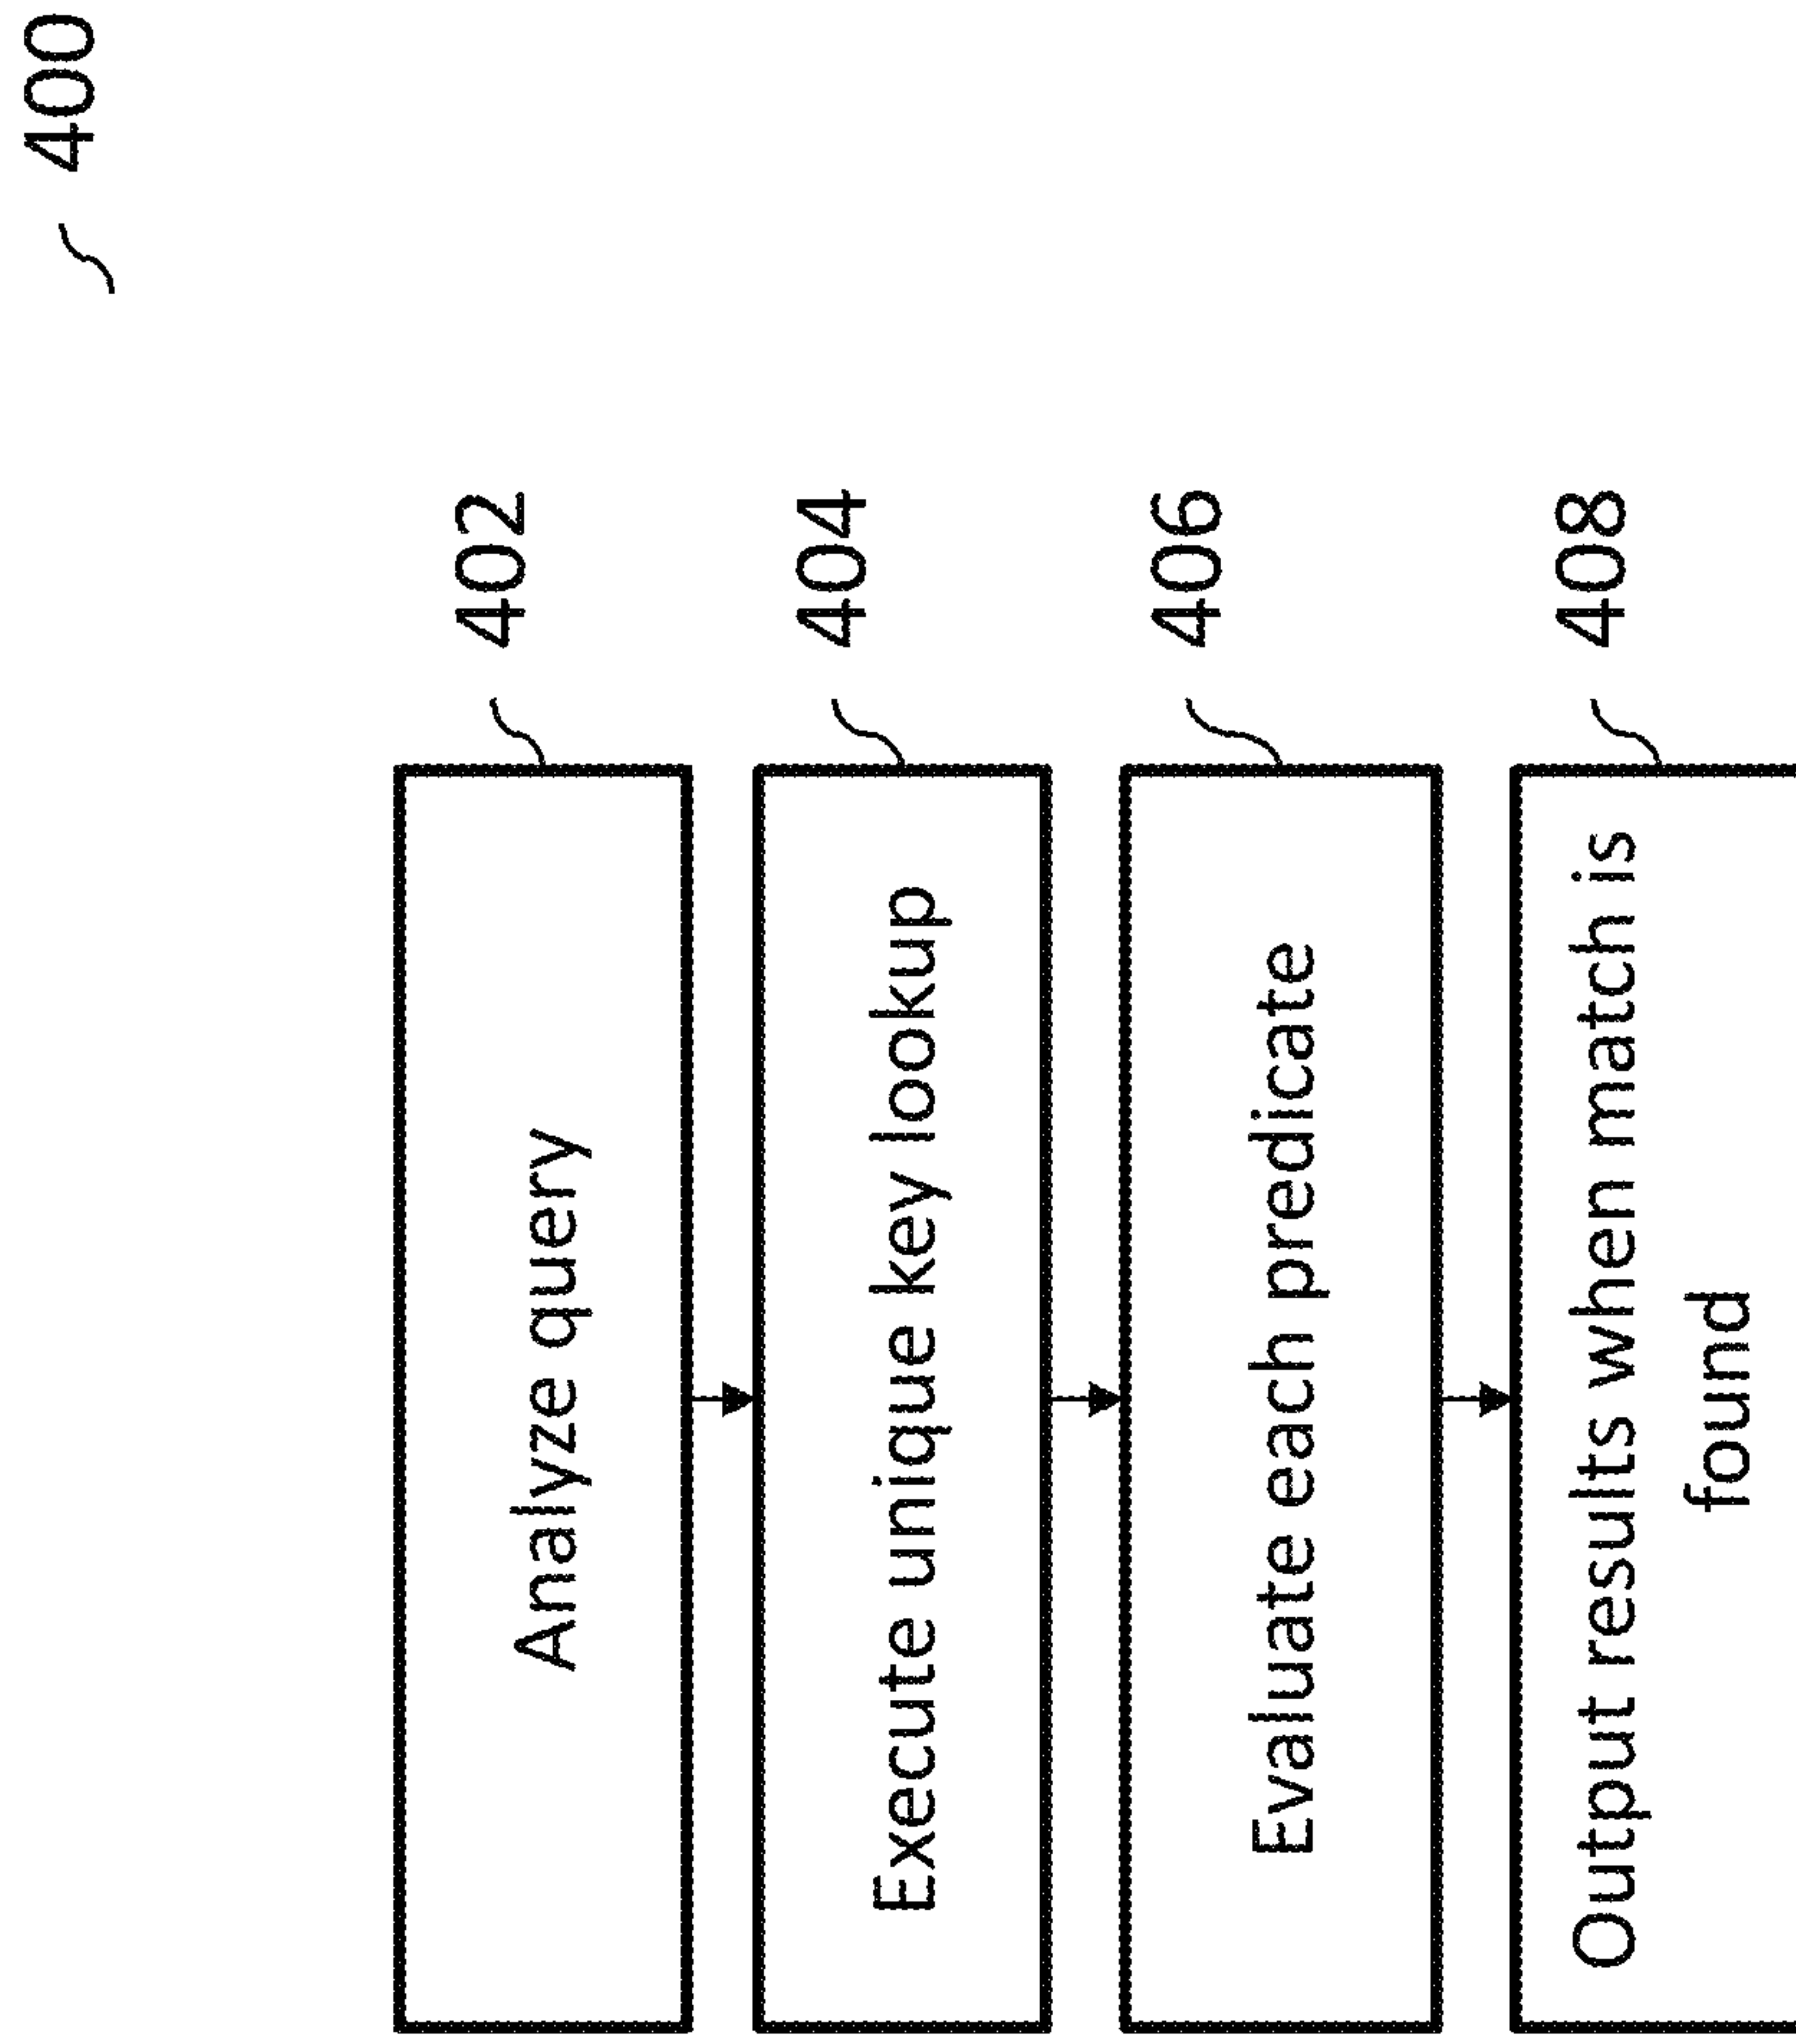 400
402
Analyze query
404
Execute unique key lookup
406
Evaluate each predicate
408
Output results when match is
found